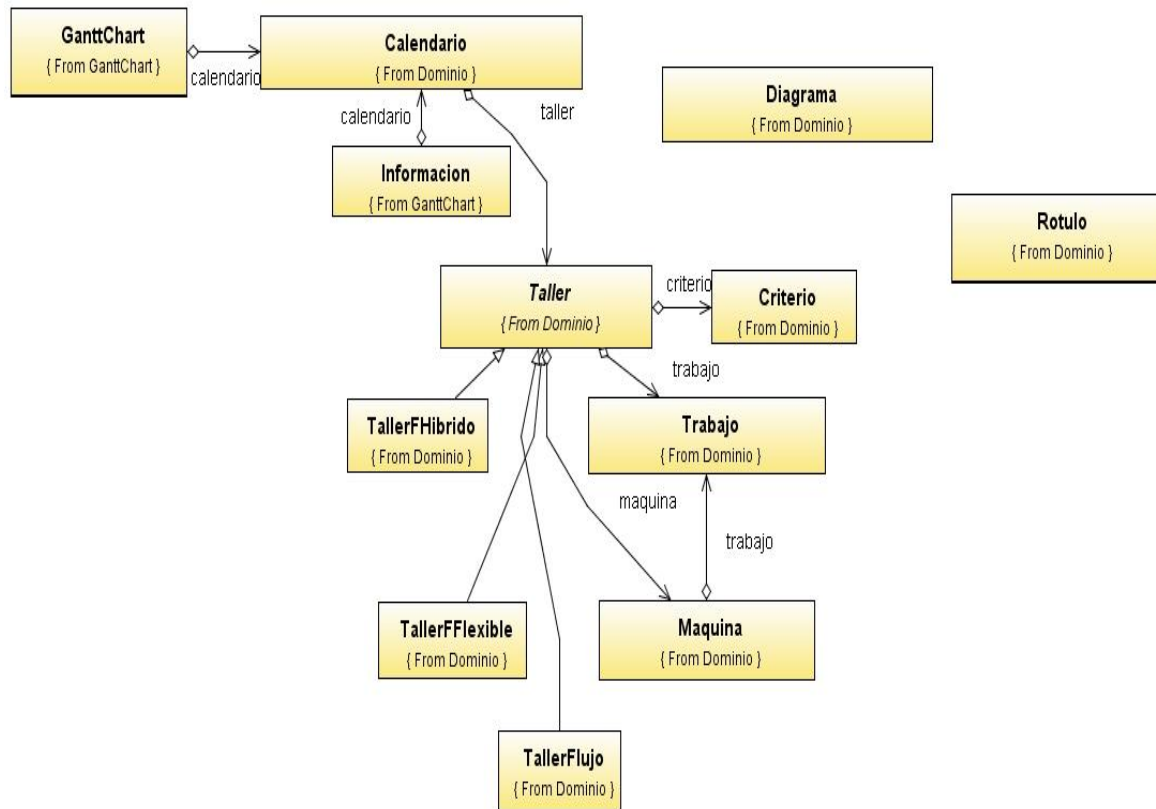 GanttChart
{ From GanttChart }
calendario
Calendario
{ From Dominio }
Diagrama
{ From Dominio }
calendario
taller
Informacion
{ From GanttChart }
Rotulo
{ From Dominio }
Taller
{ From Dominio }
criterio
Criterio
{ From Dominio }
trabajo
TallerFHibrido
{ From Dominio }
Trabajo
{ From Dominio }
maquina
trabajo
TallerFFlexible
{ From Dominio }
Maquina
{ From Dominio }
TallerFlujo
{ From Dominio }